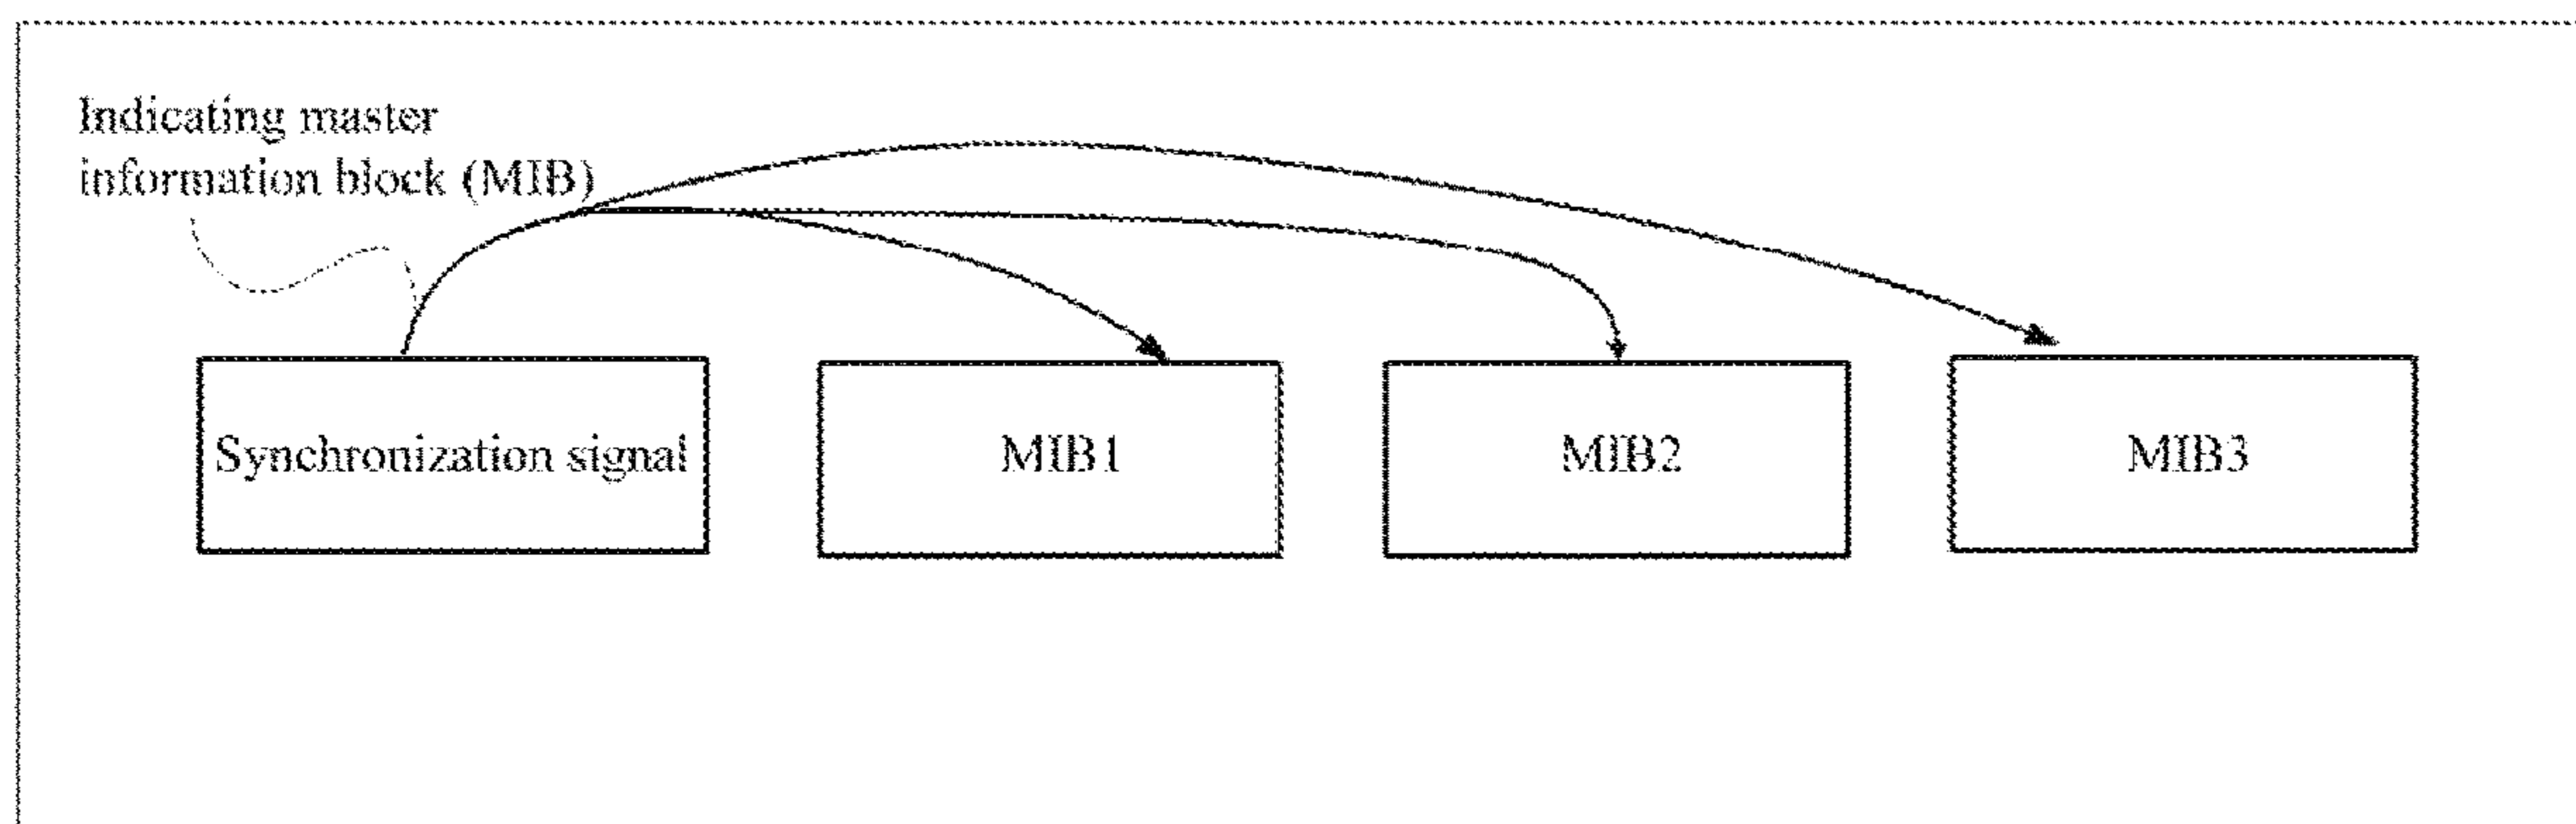 Indicating master
information block (MIB)
Synchronization signal
MIB1
MIB2
MIB3